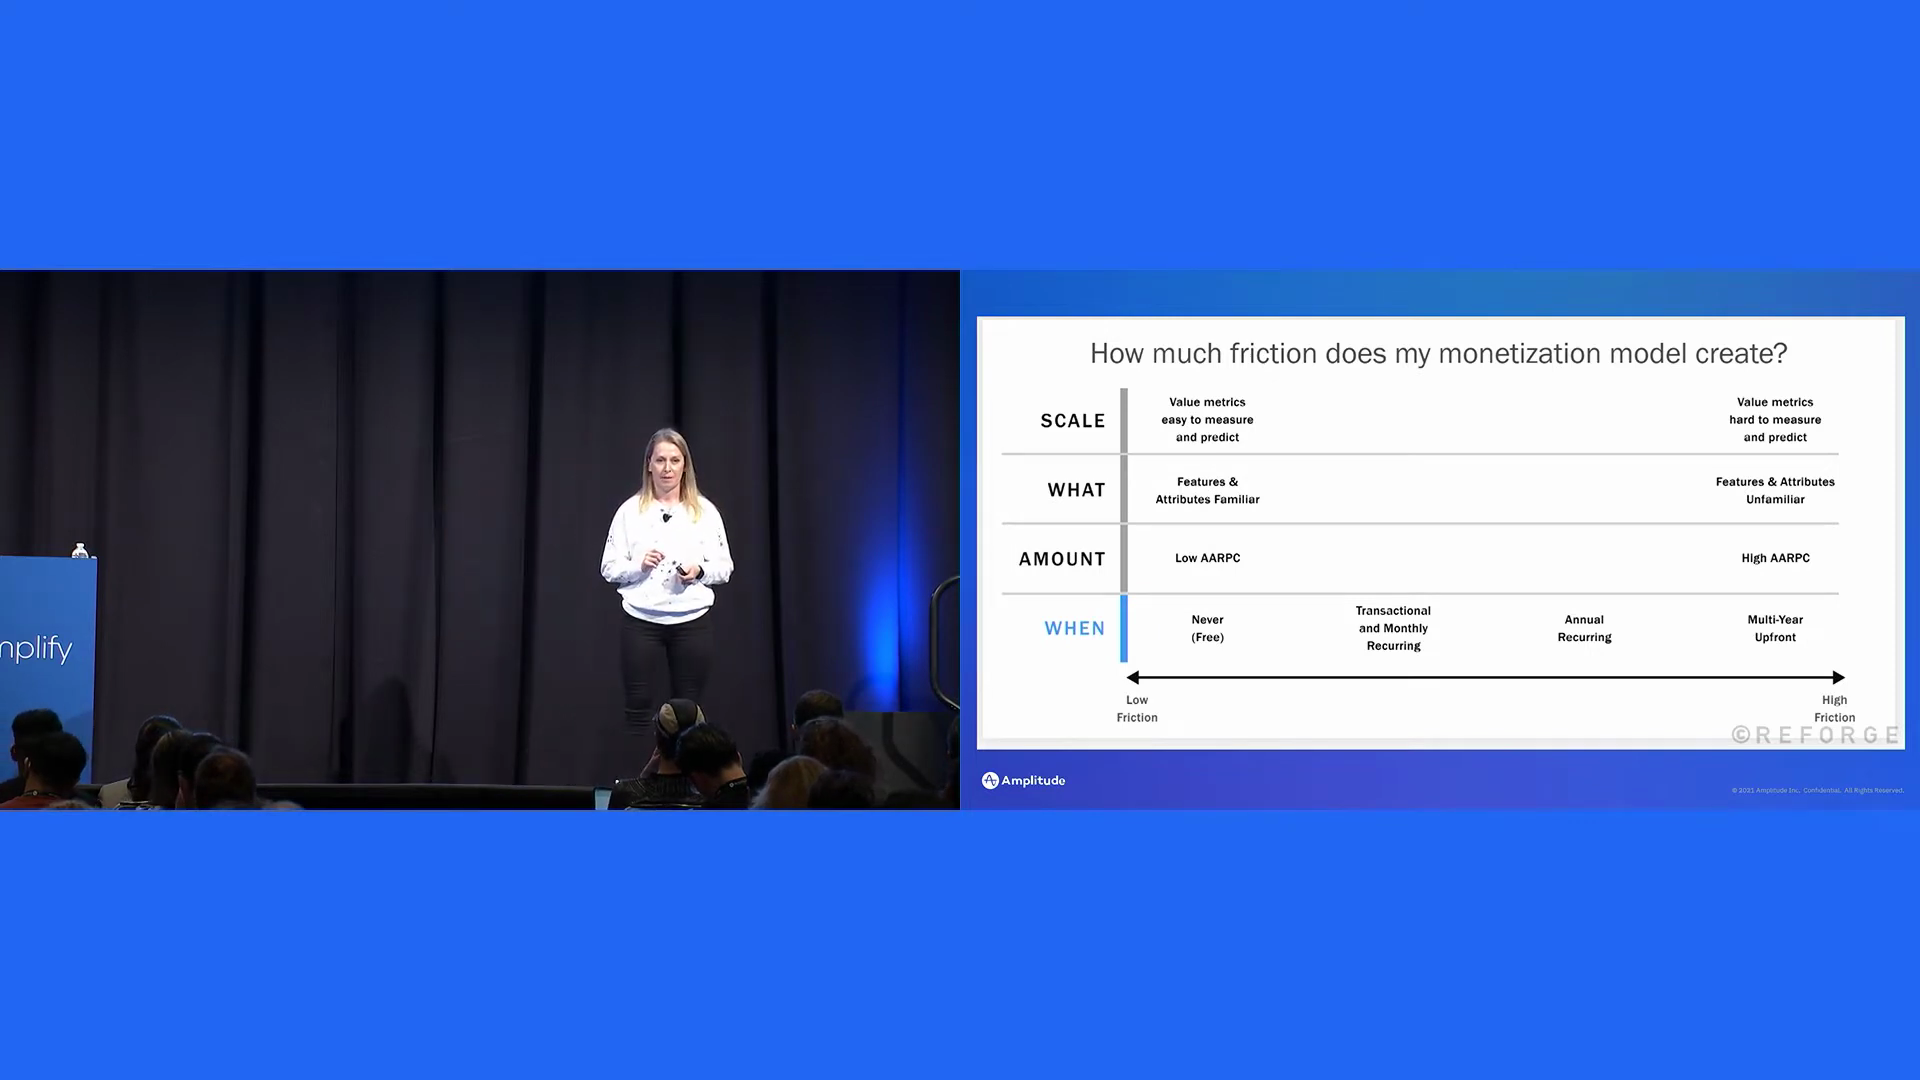 mplify
How much friction does my monetization model create?
SCALE
Value metrics
easy to measure
and predict
Value metrics
hard to measure
and predict
WHAT
Features &
Attributes Familiar
Features & Attributes
Unfamiliar
AMOUNT
Low AARPC
High AARPC
WHEN
Never
(Free)
Transactional
and Monthly
Recurring
Annual
Recurring
Multi-Year
Upfront
Low
Friction
High
Friction
©REFORGE
Amplitude
© 2021 Amplitude Inc. Confidential. All Rights Reserved.